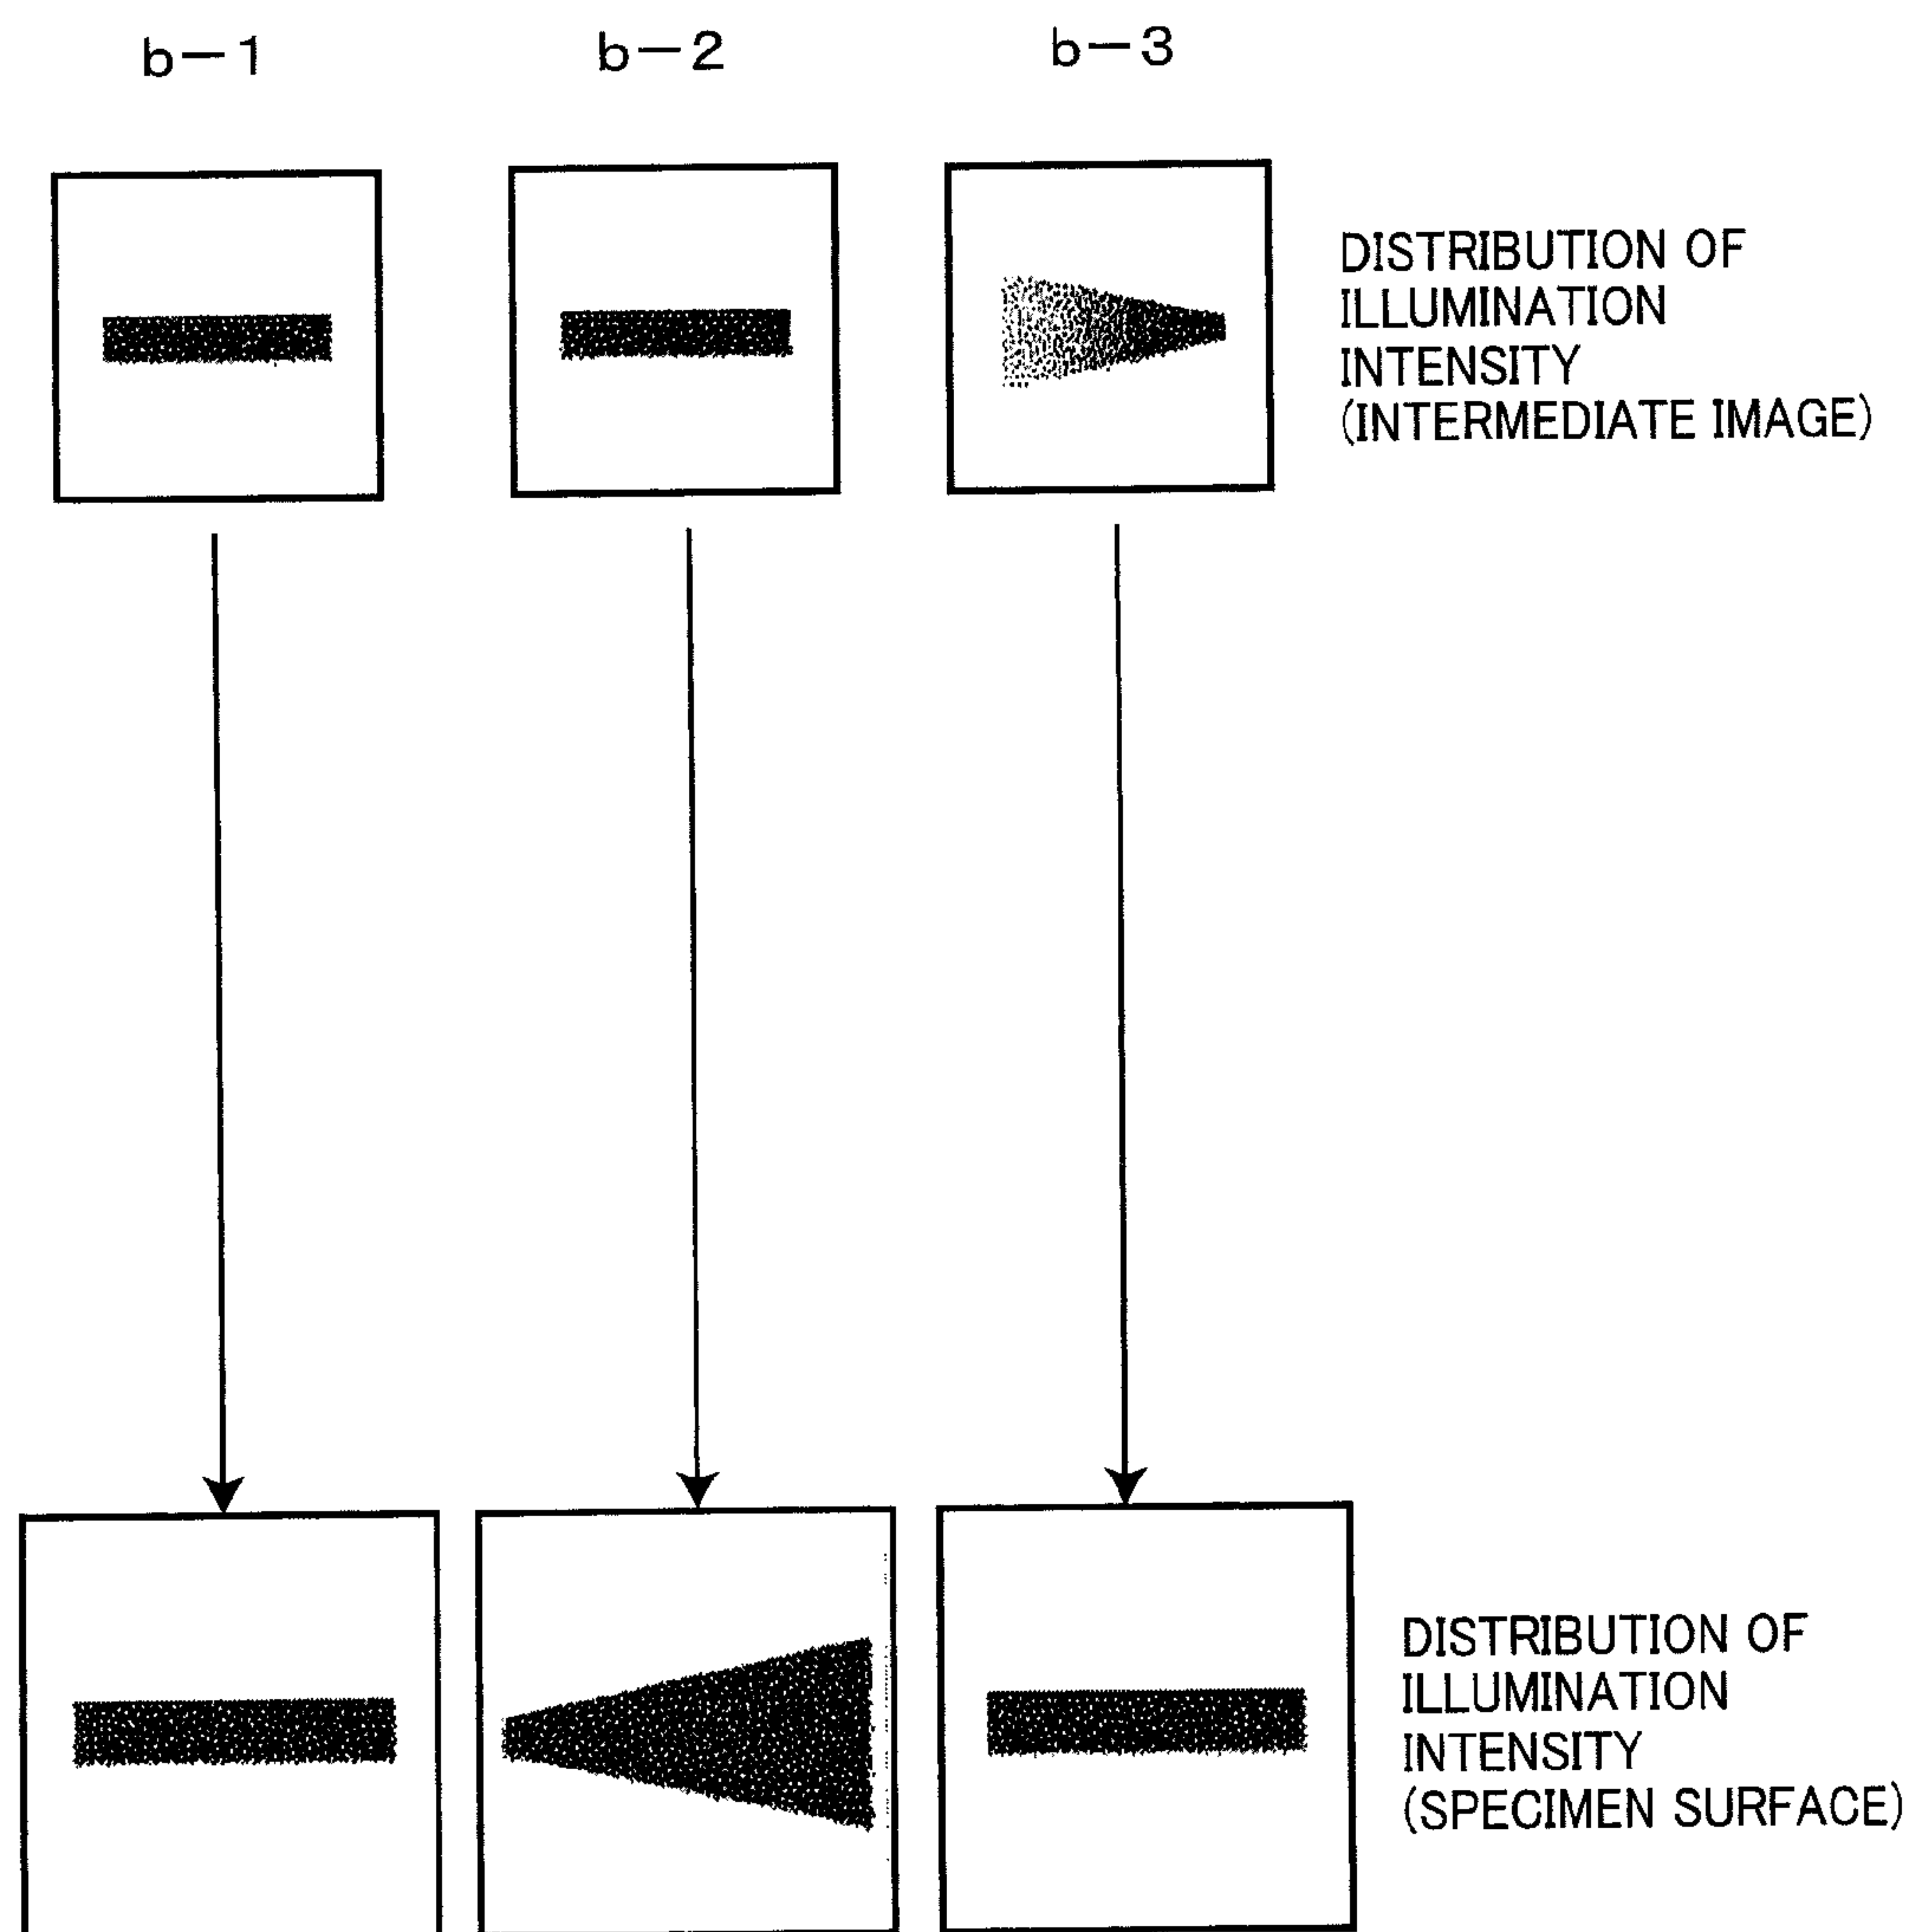 b-1
b-2
b-3
DISTRIBUTION OF
ILLUMINATION
INTENSITY
(INTERMEDIATE IMAGE)
DISTRIBUTION OF
ILLUMINATION
INTENSITY
(SPECIMEN SURFACE)